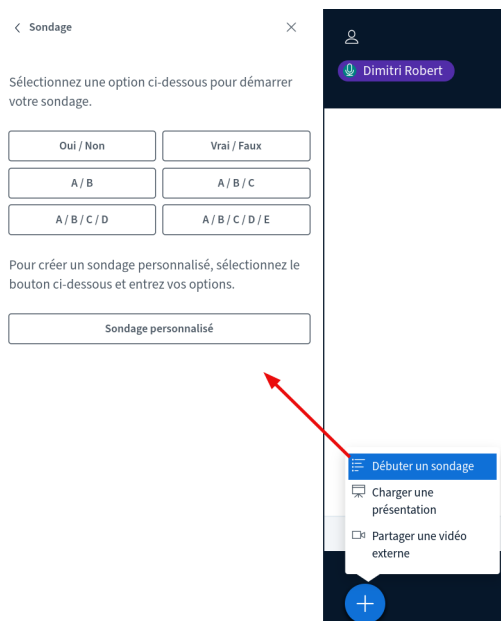 Sondage
Sélectionnez une option ci-dessous pour démarrer
votre sondage.
Oui / Non
Vrai / Faux
A / B
A / B / C
A / B / C / D
A / B / C / D / E
Pour créer un sondage personnalisé, sélectionnez le
bouton ci-dessous et entrez vos options.
Sondage personnalisé
Dimitri Robert
Débuter un sondage
Charger une
présentation
Partager une vidéo
externe